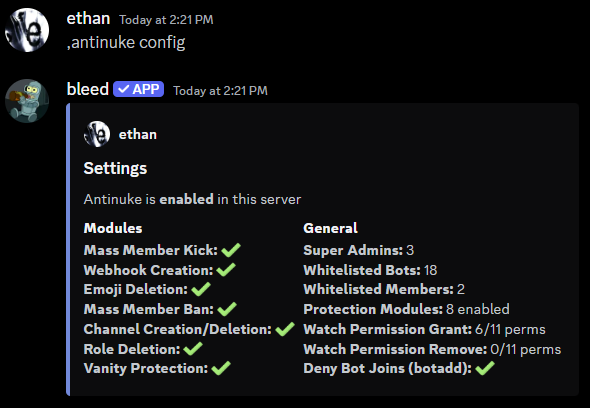 ethan Today at 2:21 PM
,antinuke config
bleed ✓ APP Today at 2:21 PM
ethan
Settings
Antinuke is enabled in this server
Modules
Mass Member Kick: ✓
Webhook Creation: ✓
Emoji Deletion: ✓
Mass Member Ban: ✓
Channel Creation/Deletion: ✓
Role Deletion: ✓
Vanity Protection: ✓
General
Super Admins: 3
Whitelisted Bots: 18
Whitelisted Members: 2
Protection Modules: 8 enabled
Watch Permission Grant: 6/11 perms
Watch Permission Remove: 0/11 perms
Deny Bot Joins (botadd): ✓